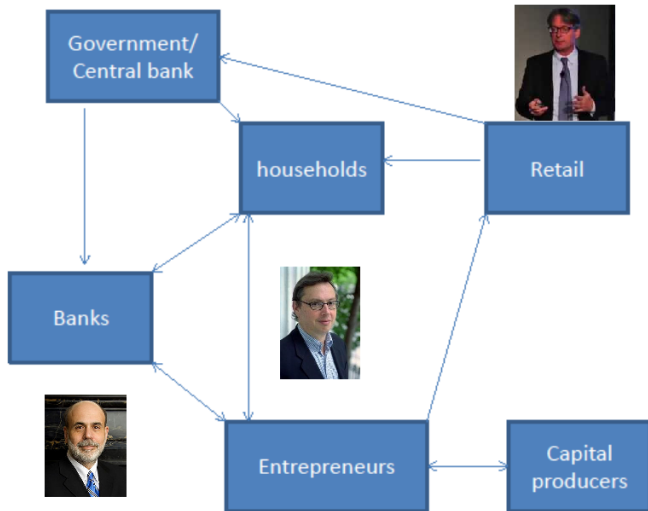 Government/
Central bank
households
Retail
Banks
Entrepreneurs
Capital
producers